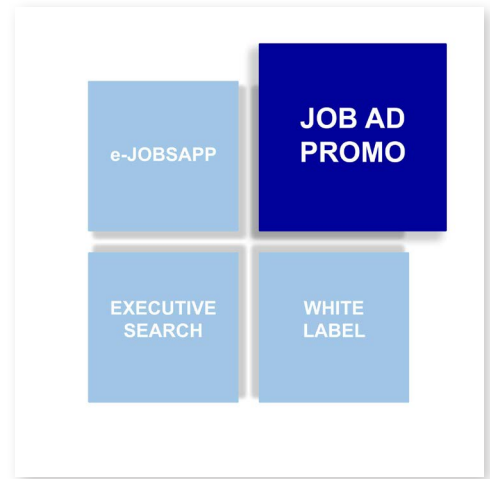 e-JOBSAPP
JOB AD
PROMO
EXECUTIVE
SEARCH
WHITE
LABEL